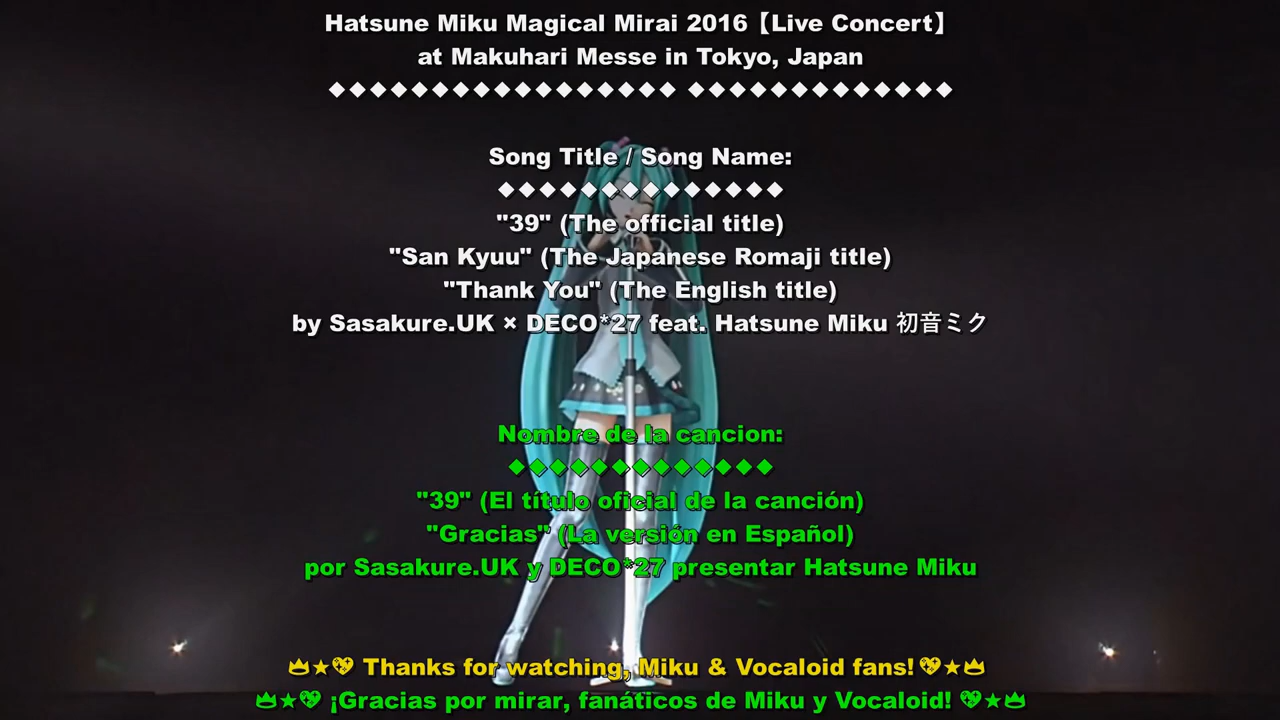 Hatsune Miku Magical Mirai 2016【Live Concert】
at Makuhari Messe in Tokyo, Japan
◆◆◆◆◆◆◆◆◆◆◆◆◆◆◆◆◆ ◆◆◆◆◆◆◆◆◆◆◆◆◆
Song Title / Song Name:
◆◆◆◆◆◆◆◆◆◆◆◆◆◆
"39" (The official title)
"San Kyuu" (The Japanese Romaji title)
"Thank You" (The English title)
by Sasakure.UK × DECO*27 feat. Hatsune Miku 初音ミク
Nombre de la cancion:
◆◆◆◆◆◆◆◆◆◆◆◆◆
"39" (El título oficial de la canción)
"Gracias" (La versión en Español)
por Sasakure.UK y DECO*27 presentar Hatsune Miku
♔★💖 Thanks for watching, Miku & Vocaloid fans!💖★♔
♔★💖 ¡Gracias por mirar, fanáticos de Miku y Vocaloid! 💖★♔